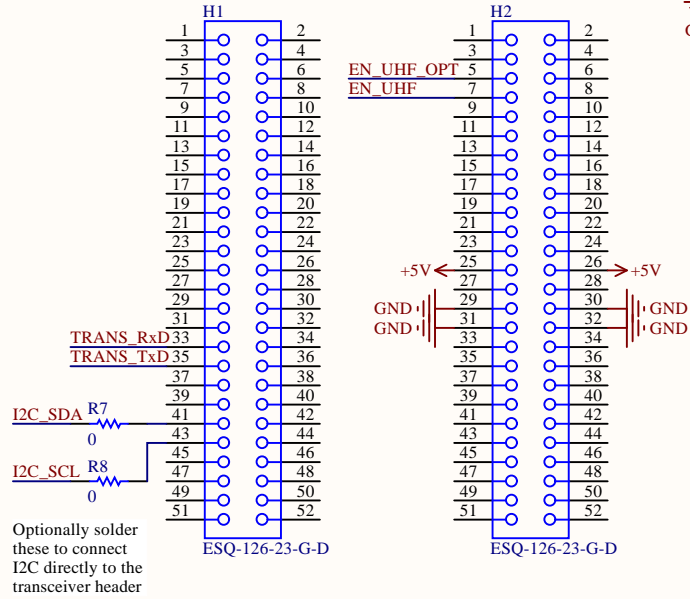 H1
H2
1 2 1 2
3 4 3 4
EN_UHF_OPT
5 6 5 6
EN_UHF
7 8 7 8
9 10 9 10
11 12 11 12
13 14 13 14
15 16 15 16
17 18 17 18
19 20 19 20
21 22 21 22
23 24 23 24
25 26 +5V 25 26 +5V
27 28 27 28
29 30 GND 29 30 GND
31 32 GND 31 32 GND
TRANS_RxD 33 34 33 34
TRANS_TxD 35 36 35 36
37 38 37 38
39 40 39 40
I2C_SDA R7 41 42 41 42
0
43 44 43 44
45 46 45 46
I2C_SCL R8 47 48 47 48
0
49 50 49 50
51 52 51 52
ESQ-126-23-G-D
ESQ-126-23-G-D
Optionally solder
these to connect
I2C directly to the
transceiver header